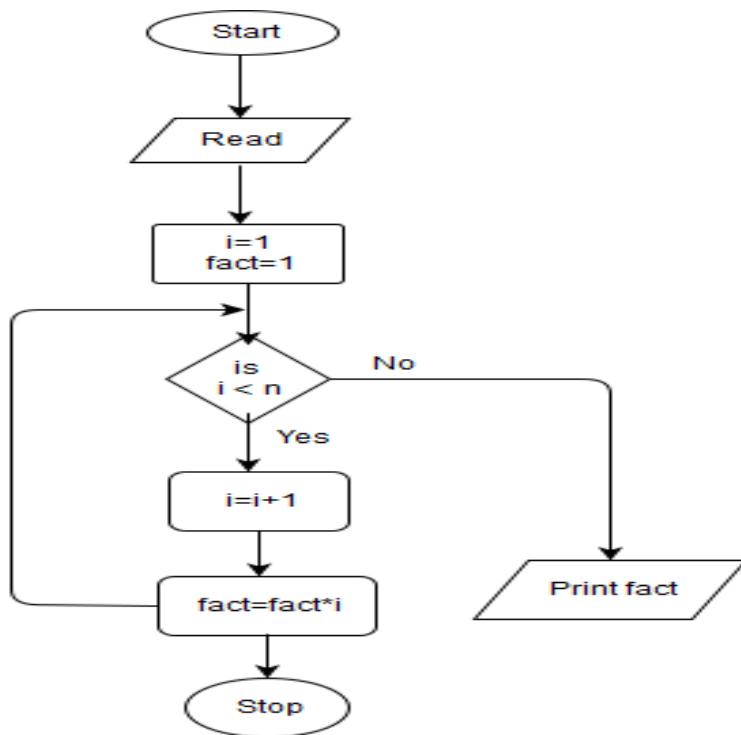 Start
Read
i=1
fact=1
is
i < n
No
Yes
i=i+1
fact=fact*i
Print fact
Stop